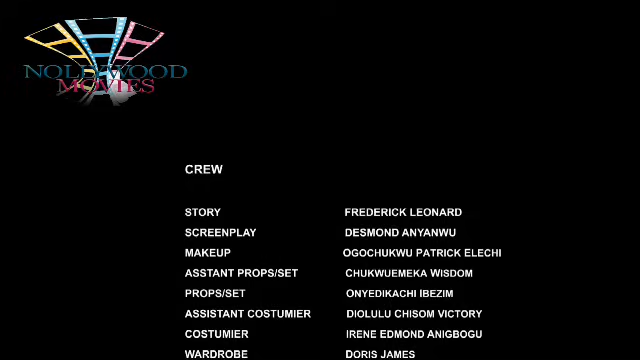 NOLLYWOOD
MOVIES
CREW
STORY FREDERICK LEONARD
SCREENPLAY DESMOND ANYANWU
MAKEUP OGOCHUKWU PATRICK ELECHI
ASSTANT PROPS/SET CHUKWUEMEKA WISDOM
PROPS/SET ONYEDIKACHI IBEZIM
ASSISTANT COSTUMIER DIOLULU CHISOM VICTORY
COSTUMIER IRENE EDMOND ANIGBOGU
WARDROBE DORIS JAMES